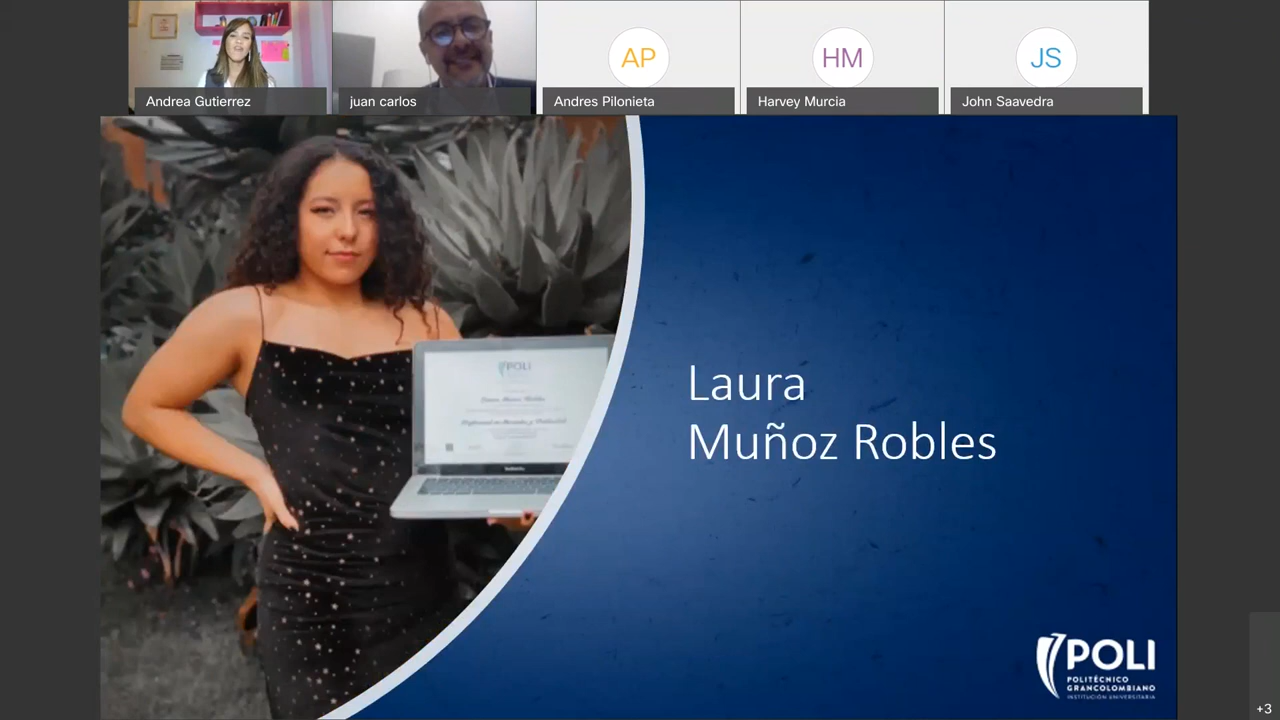 Andrea Gutierrez
juan carlos
AP
Andres Pilonieta
HM
Harvey Murcia
JS
John Saavedra
POLI
Laura
Muñoz Robles
POLI
POLITÉCNICO
GRANCOLOMBIANO
INSTITUCIÓN UNIVERSITARIA
+3